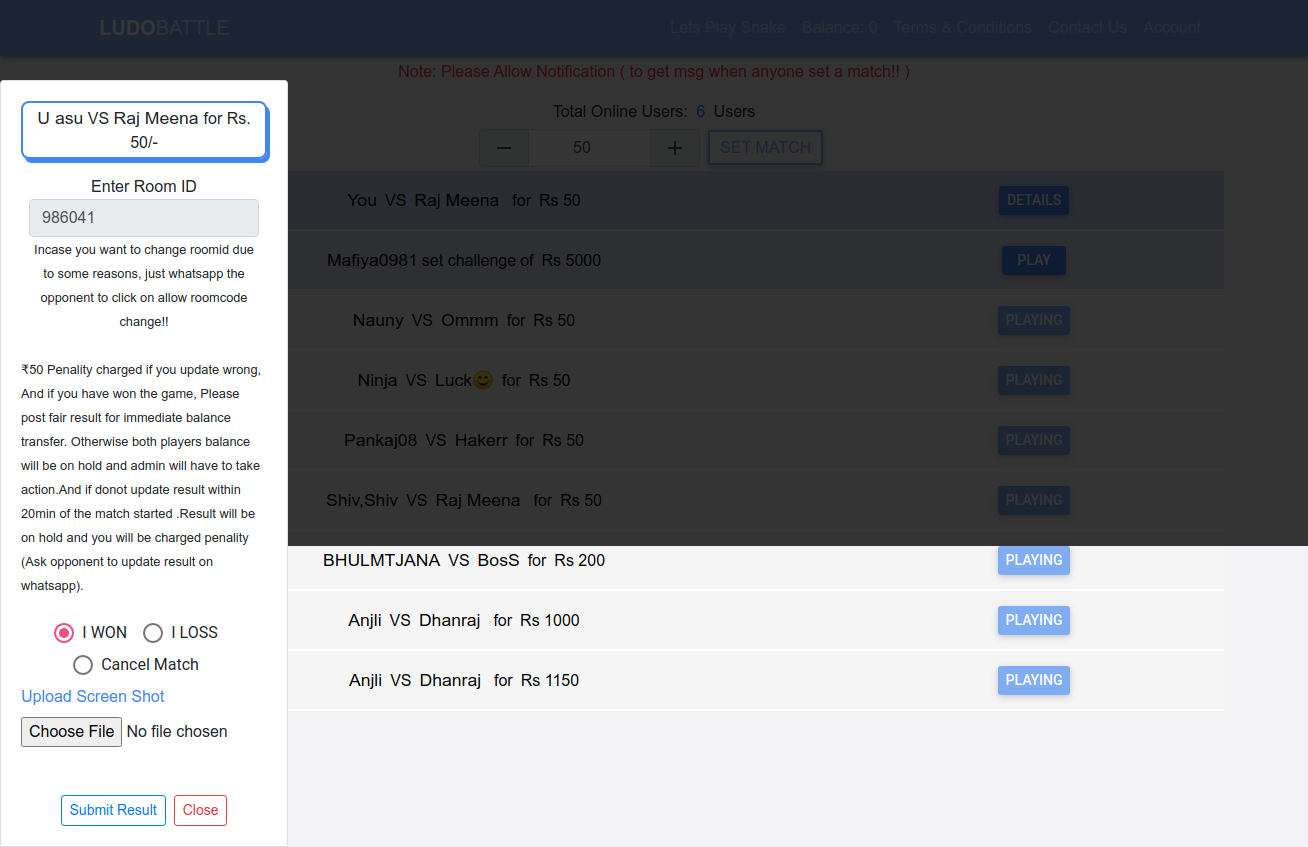 LUDOBATTLE
Lets Play Snake Balance: 0 Terms & Conditions Contact Us Account
Note: Please Allow Notification ( to get msg when anyone set a match!! )
Total Online Users: 6 Users
− 50 + SET MATCH
U asu VS Raj Meena for Rs.
50/-
Enter Room ID
986041
Incase you want to change roomid due
to some reasons, just whatsapp the
opponent to click on allow roomcode
change!!
₹50 Penality charged if you update wrong,
And if you have won the game, Please
post fair result for immediate balance
transfer. Otherwise both players balance
will be on hold and admin will have to take
action.And if donot update result within
20min of the match started .Result will be
on hold and you will be charged penality
(Ask opponent to update result on
whatsapp).
I WON I LOSS
Cancel Match
Upload Screen Shot
Choose File No file chosen
Submit Result Close
You VS Raj Meena for Rs 50 DETAILS
Mafiya0981 set challenge of Rs 5000 PLAY
Nauny VS Ommm for Rs 50 PLAYING
Ninja VS Luck😊 for Rs 50 PLAYING
Pankaj08 VS Hakerr for Rs 50 PLAYING
Shiv,Shiv VS Raj Meena for Rs 50 PLAYING
BHULMTJANA VS BosS for Rs 200 PLAYING
Anjli VS Dhanraj for Rs 1000 PLAYING
Anjli VS Dhanraj for Rs 1150 PLAYING